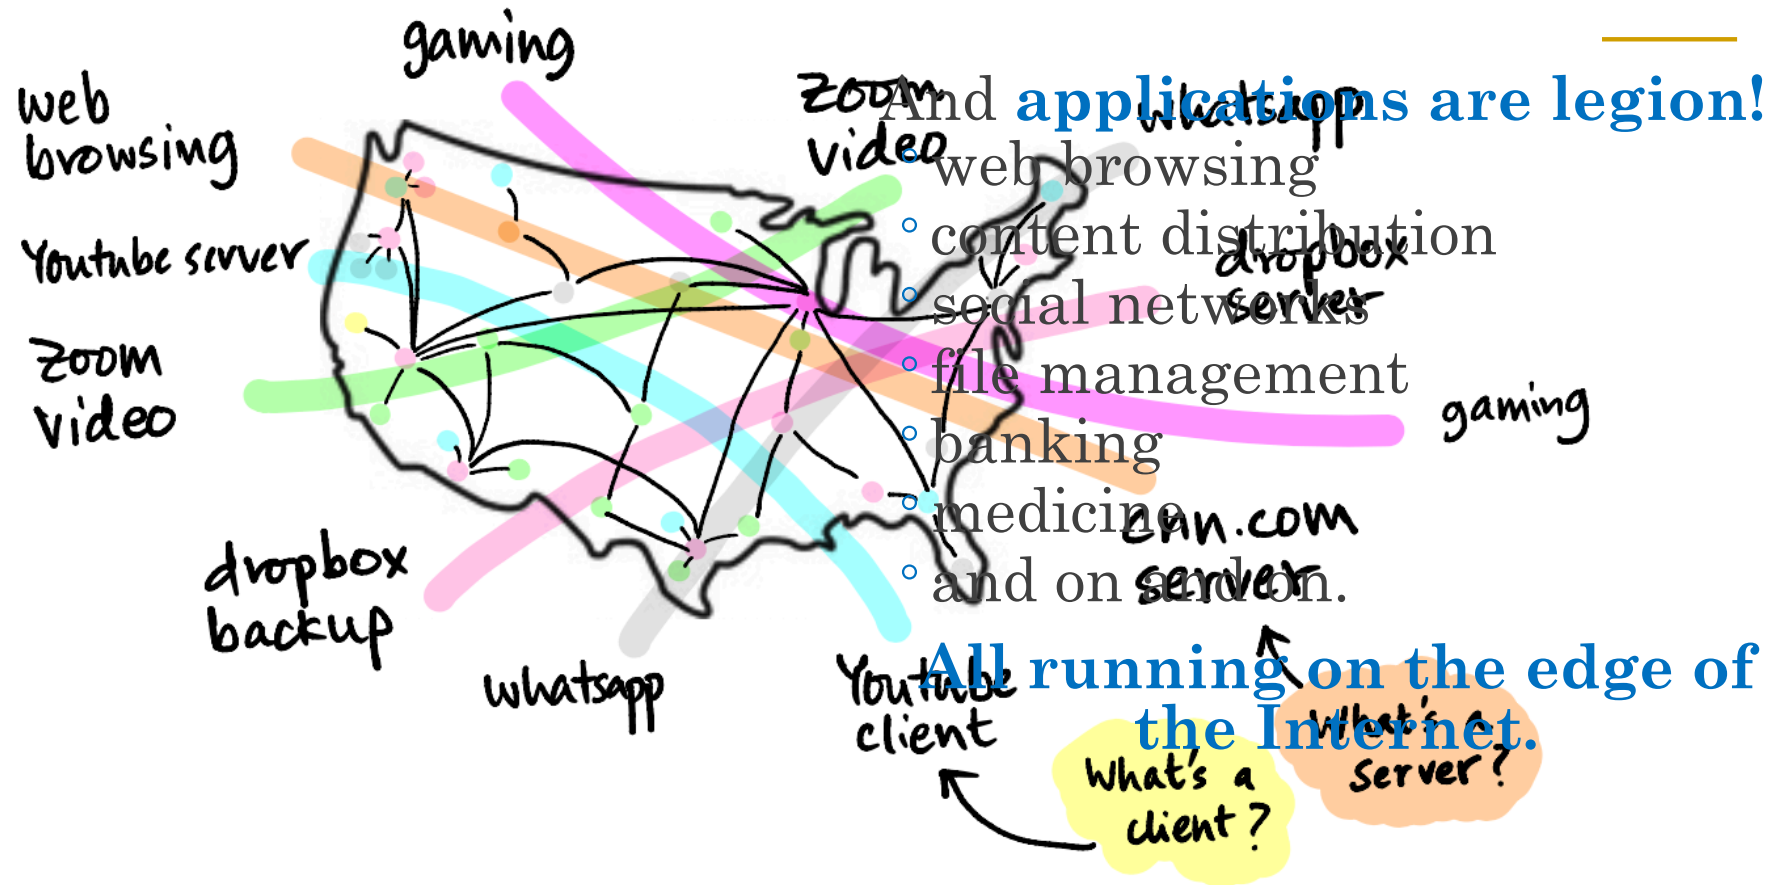 gaming
web
browsing
Youtube server
zoom
video
dropbox
backup
whatsapp
zoom
video
whatsapp
dropbox
server
gaming
cnn.com
server
Youtube
client
What's a
client?
What's a
server?
And applications are legion!
web browsing
content distribution
social networks
file management
banking
medicine
and on and on.
All running on the edge of
the Internet.